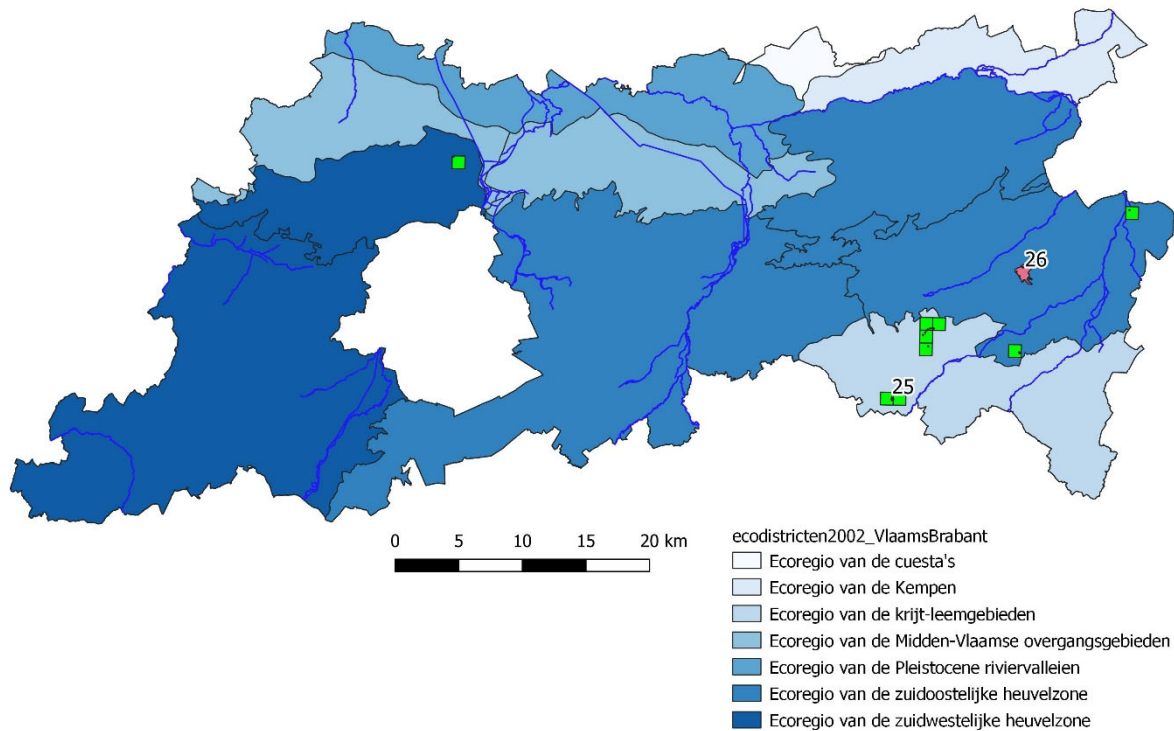 26
25
0 5 10 15 20 km
ecodistricten2002_VlaamsBrabant
Ecoregio van de cuesta's
Ecoregio van de Kempen
Ecoregio van de krijt-leemgebieden
Ecoregio van de Midden-Vlaamse overgangsgebieden
Ecoregio van de Pleistocene riviervalleien
Ecoregio van de zuidoostelijke heuvelzone
Ecoregio van de zuidwestelijke heuvelzone